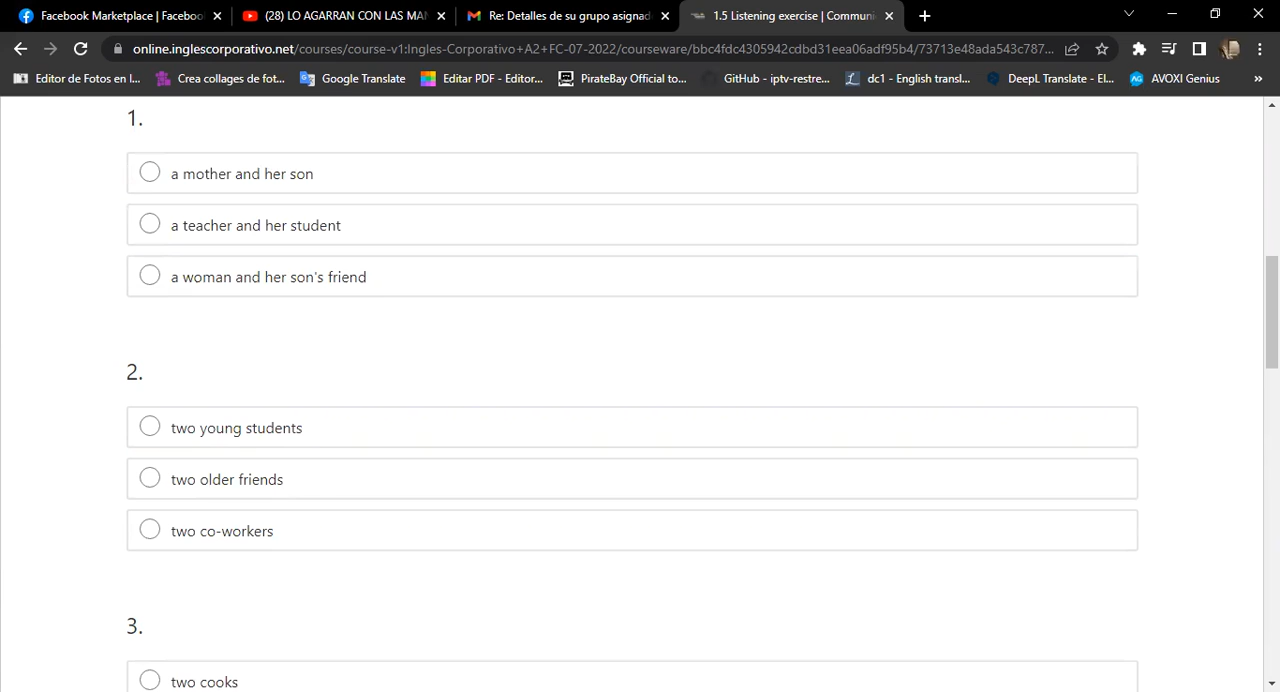 Facebook Marketplace | Faceboo
(28) LO AGARRAN CON LAS MAN
Re: Detalles de su grupo asignad
1.5 Listening exercise | Communi
online.inglescorporativo.net/courses/course-v1:Ingles-Corporativo+A2+FC-07-2022/courseware/bbc4fdc4305942cdbd31eea06adf95b4/73713e48ada543c787...
Editor de Fotos en l...
Crea collages de fot...
Google Translate
Editar PDF - Editor...
PirateBay Official to...
GitHub - iptv-restre...
dc1 - English transl...
DeepL Translate - El...
AVOXI Genius
»
1.
a mother and her son
a teacher and her student
a woman and her son's friend
2.
two young students
two older friends
two co-workers
3.
two cooks